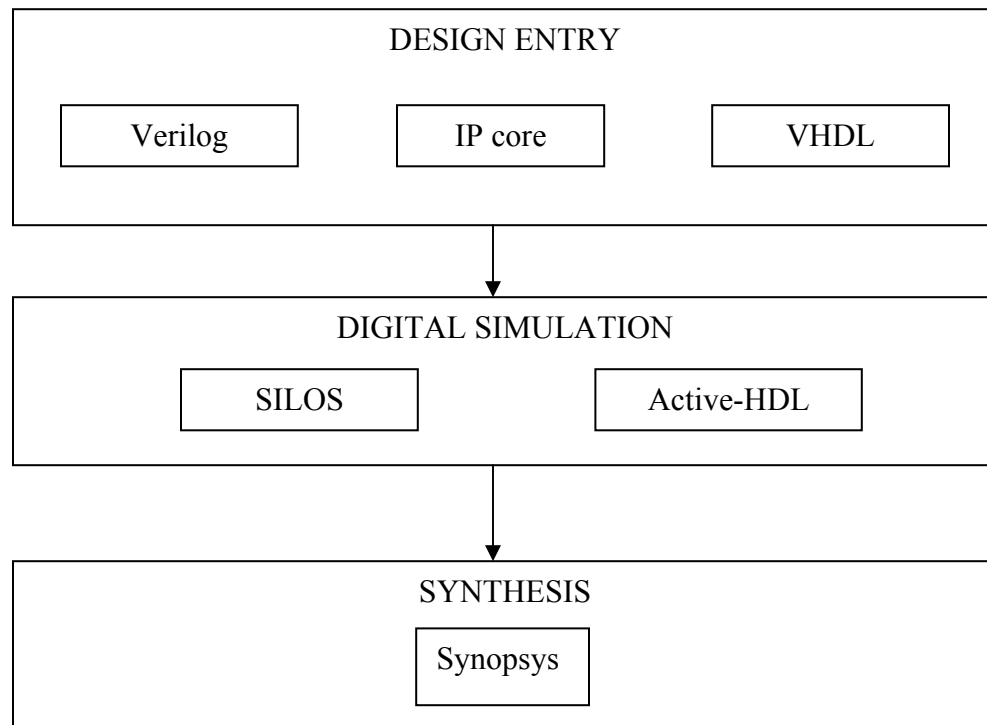 DESIGN ENTRY
Verilog
IP core
VHDL
DIGITAL SIMULATION
SILOS
Active-HDL
SYNTHESIS
Synopsys